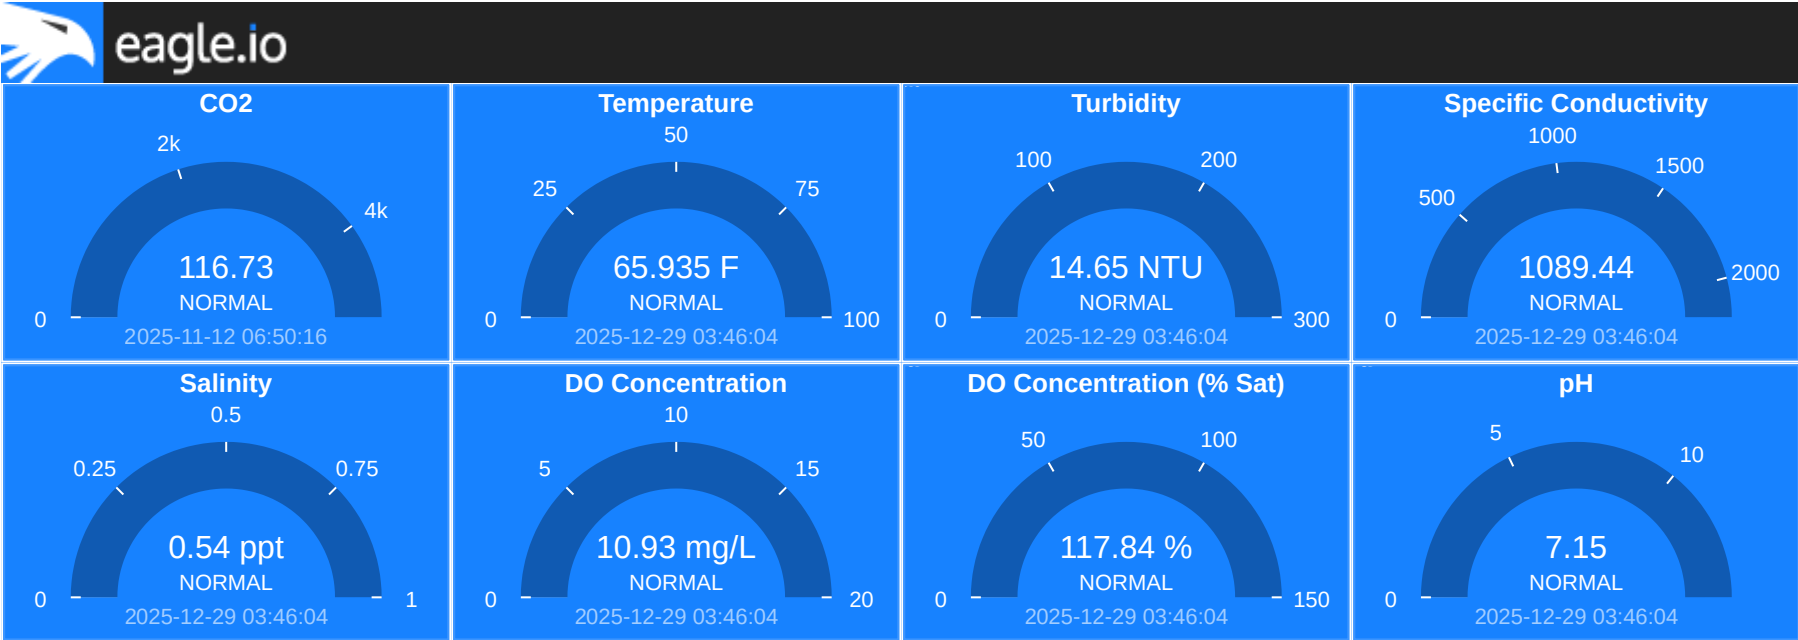 eagle.io
CO2
2k
4k
116.73
NORMAL
0
2025-11-12 06:50:16
Temperature
50
25
75
65.935 F
NORMAL
0
100
2025-12-29 03:46:04
Turbidity
100
200
14.65 NTU
NORMAL
0
300
2025-12-29 03:46:04
Specific Conductivity
1000
1500
500
1089.44
2000
NORMAL
0
2025-12-29 03:46:04
Salinity
0.5
0.25
0.75
0.54 ppt
NORMAL
0
1
2025-12-29 03:46:04
DO Concentration
10
5
15
10.93 mg/L
NORMAL
0
20
2025-12-29 03:46:04
DO Concentration (% Sat)
50
100
117.84 %
NORMAL
0
150
2025-12-29 03:46:04
pH
5
10
7.15
NORMAL
0
2025-12-29 03:46:04